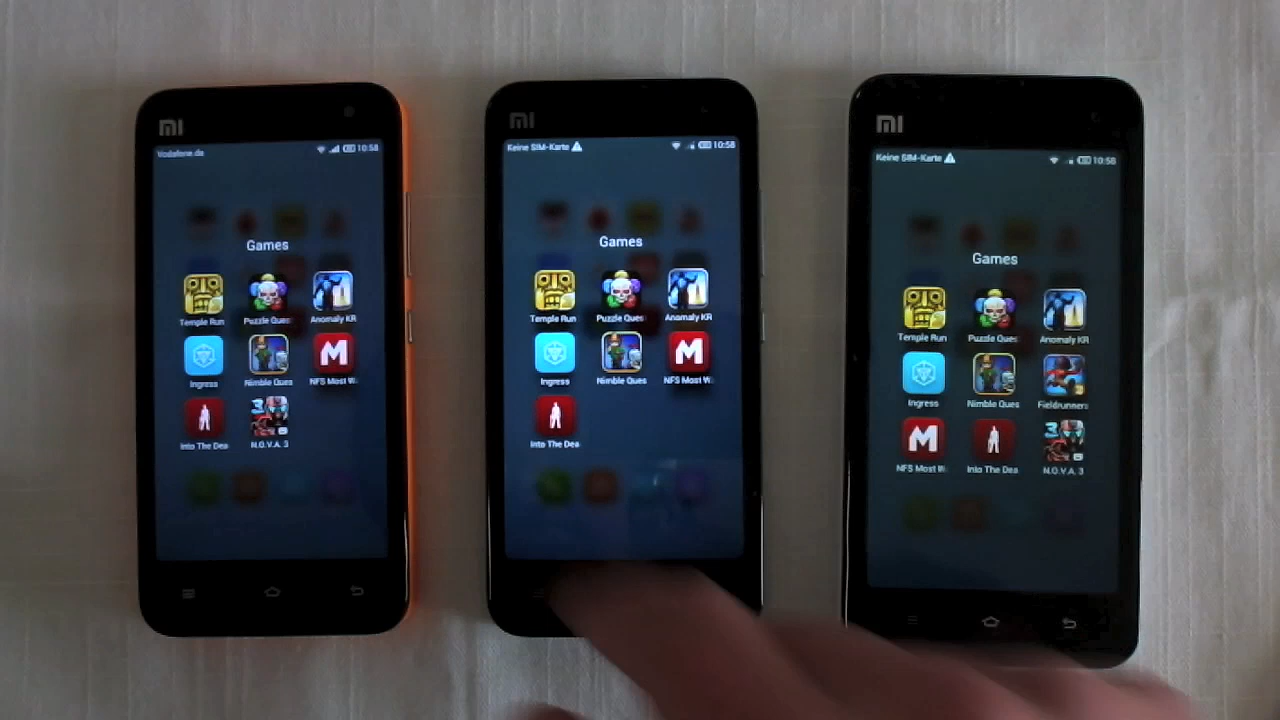 MI
Vodafone.de
10:58
Games
Temple Run
Puzzle Ques
Anomaly KR
Ingress
Nimble Ques
NFS Most W
Into The Dea
N.O.V.A. 3
MI
Keine SIM-Karte
10:58
Games
Temple Run
Puzzle Ques
Anomaly KR
Ingress
Nimble Ques
NFS Most W
Into The Dea
MI
Keine SIM-Karte
10:58
Games
Temple Run
Puzzle Ques
Anomaly KR
Ingress
Nimble Ques
Fieldrunners
NFS Most W
Into The Dea
N.O.V.A. 3